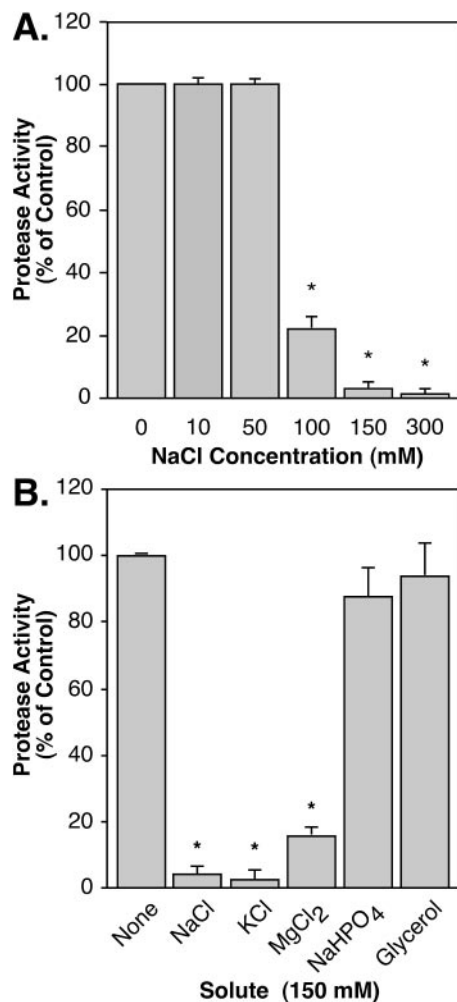 A.
Protease Activity
(% of Control)
120
100
80
60
40
20
0
*
*
*
0 10 50 100 150 300
NaCl Concentration (mM)
B.
Protease Activity
(% of Control)
120
100
80
60
40
20
0
*
*
*
None NaCl KCl MgCl₂ NaHPO₄ Glycerol
Solute (150 mM)